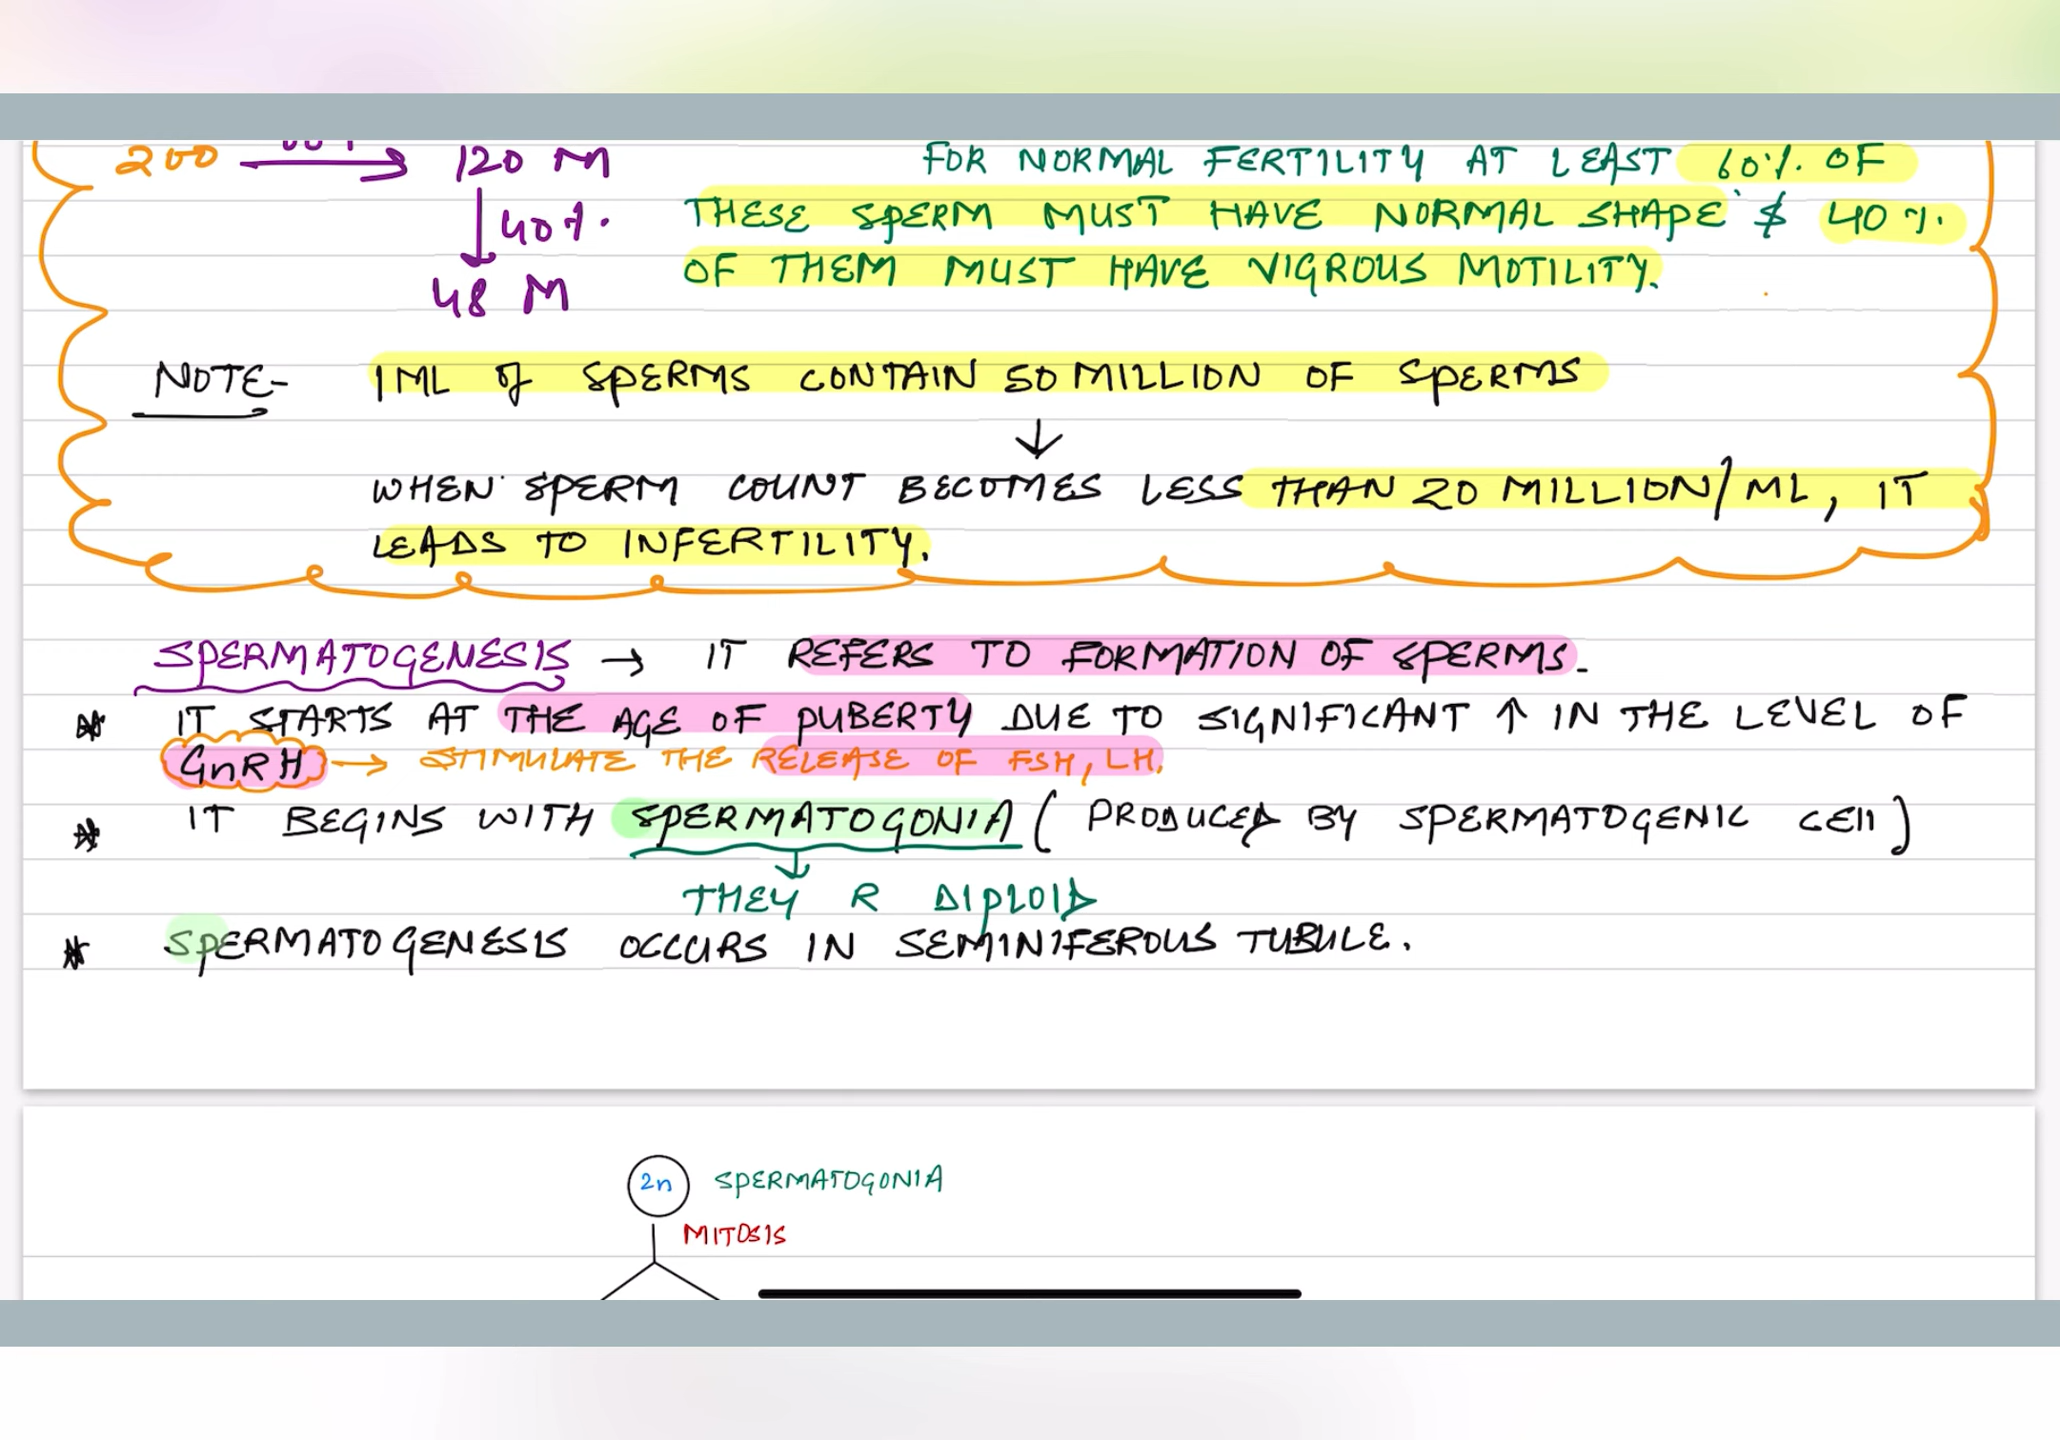 200 → 120 M
FOR NORMAL FERTILITY AT LEAST 60%. OF
THESE SPERM MUST HAVE NORMAL SHAPE & 40%.
↓ 40%.
OF THEM MUST HAVE VIGROUS MOTILITY.
48 M
NOTE- 1ML of SPERMS CONTAIN 50 MILLION OF SPERMS
↓
WHEN SPERM COUNT BECOMES LESS THAN 20 MILLION/ML, IT
LEADS TO INFERTILITY.
SPERMATOGENESIS → IT REFERS TO FORMATION OF SPERMS.
* IT STARTS AT THE AGE OF PUBERTY DUE TO SIGNIFICANT ↑ IN THE LEVEL OF
GnRH → STIMULATE THE RELEASE OF FSH, LH.
* IT BEGINS WITH SPERMATOGONIA ( PRODUCED BY SPERMATOGENIC CEll )
↓
THEY R DIPLOID
* SPERMATOGENESIS OCCURS IN SEMINIFEROUS TUBULE.
2n SPERMATOGONIA
MITOSIS